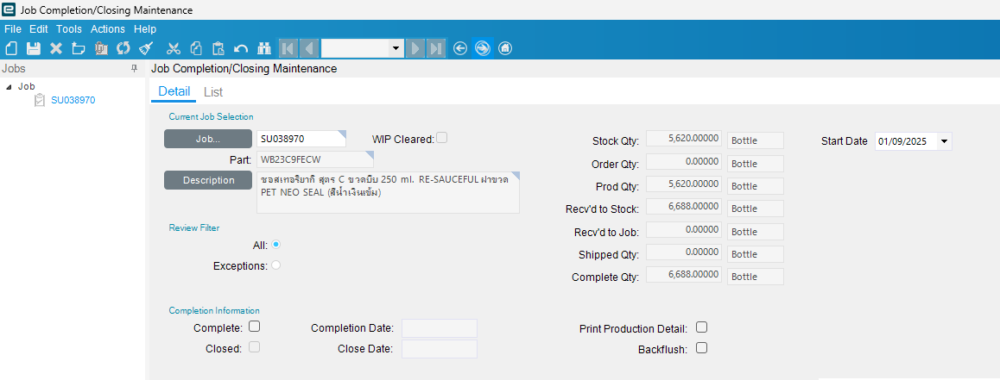 Job Completion/Closing Maintenance
File Edit Tools Actions Help
Jobs
Job Completion/Closing Maintenance
Job
SU038970
Detail List
Current Job Selection
Job... SU038970 WIP Cleared:
Part: WB23C9FECW
Description ซอสเทอริยากิ สูตร C ขวดบีบ 250 ml. RE-SAUCEFUL ฝาขวด
PET NEO SEAL (สีน้ำเงินเข้ม)
Stock Qty: 5,620.00000 Bottle
Order Qty: 0.00000 Bottle
Prod Qty: 5,620.00000 Bottle
Recv'd to Stock: 6,688.00000 Bottle
Recv'd to Job: 0.00000 Bottle
Shipped Qty: 0.00000 Bottle
Complete Qty: 6,688.00000 Bottle
Start Date 01/09/2025
Review Filter
All:
Exceptions:
Completion Information
Complete: Completion Date: Print Production Detail:
Closed: Close Date: Backflush: